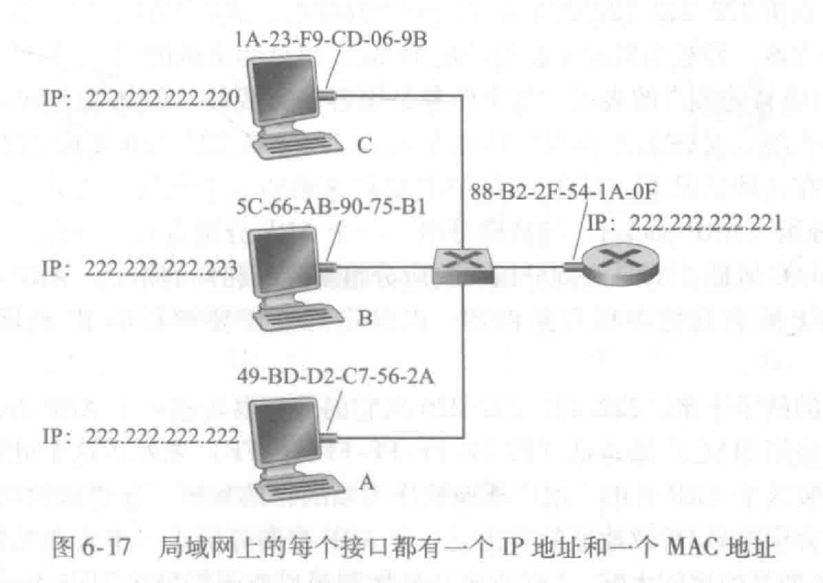 1A-23-F9-CD-06-9B
IP：222.222.222.220
C
5C-66-AB-90-75-B1
88-B2-2F-54-1A-0F
IP：222.222.222.221
IP：222.222.222.223
B
49-BD-D2-C7-56-2A
IP：222.222.222.222
A
图 6-17 局域网上的每个接口都有一个 IP 地址和一个 MAC 地址